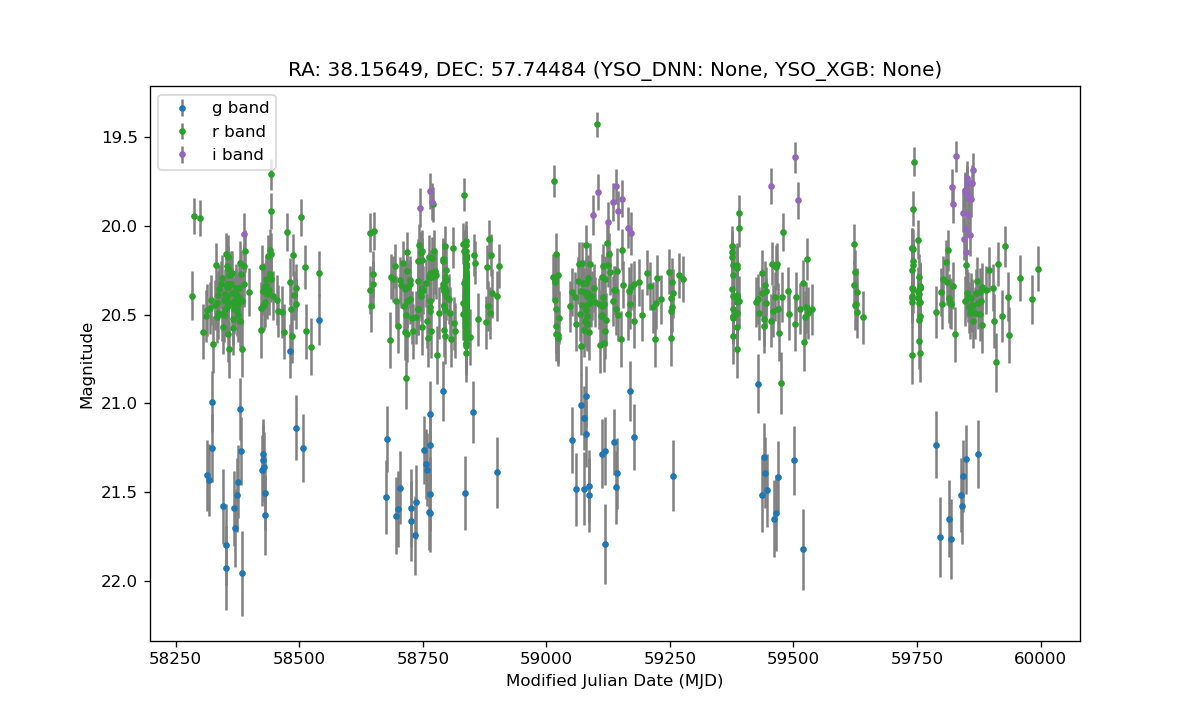 RA: 38.15649, DEC: 57.74484 (YSO_DNN: None, YSO_XGB: None)
g band
r band
i band
19.5
20.0
20.5
21.0
21.5
22.0
Magnitude
58250 58500 58750 59000 59250 59500 59750 60000
Modified Julian Date (MJD)